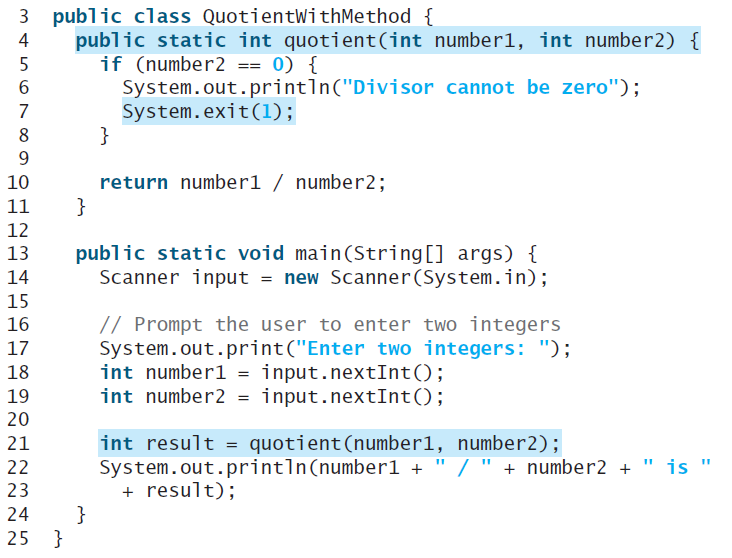 3 public class QuotientWithMethod {
4 public static int quotient(int number1, int number2) {
5 if (number2 == 0) {
6 System.out.println("Divisor cannot be zero");
7 System.exit(1);
8 }
9
10 return number1 / number2;
11 }
12
13 public static void main(String[] args) {
14 Scanner input = new Scanner(System.in);
15
16 // Prompt the user to enter two integers
17 System.out.print("Enter two integers: ");
18 int number1 = input.nextInt();
19 int number2 = input.nextInt();
20
21 int result = quotient(number1, number2);
22 System.out.println(number1 + " / " + number2 + " is "
23 + result);
24 }
25 }